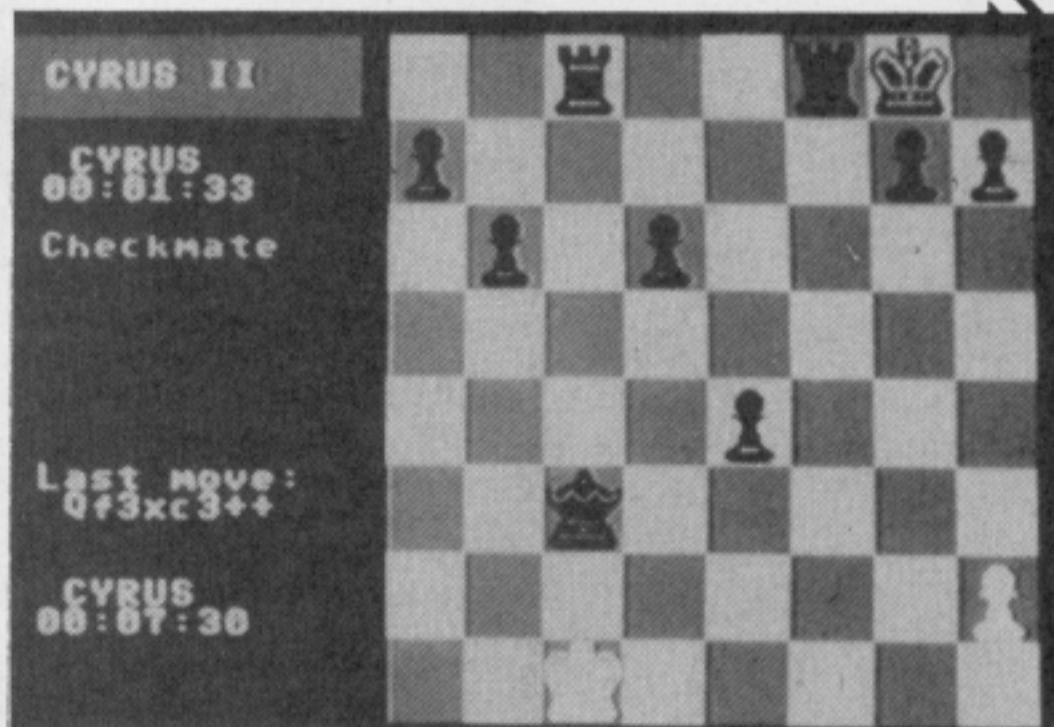 CYRUS II
CYRUS
00:01:33
Checkmate
Last move:
Qf3xc3++
CYRUS
00:07:30